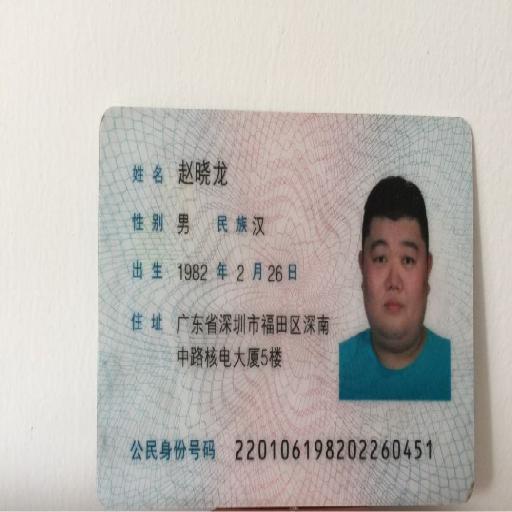 姓名 赵晓龙
性别 男 民族 汉
出生 1982 年 2 月 26 日
住址 广东省深圳市福田区深南
中路核电大厦5楼
公民身份号码 220106198202260451